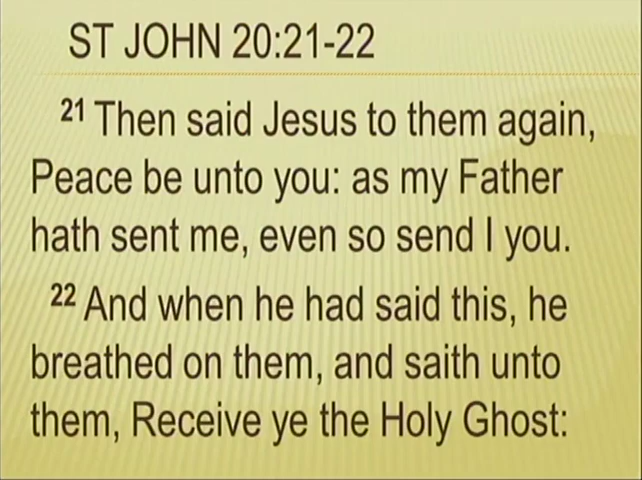 ST JOHN 20:21-22
21 Then said Jesus to them again,
Peace be unto you: as my Father
hath sent me, even so send I you.
22 And when he had said this, he
breathed on them, and saith unto
them, Receive ye the Holy Ghost: